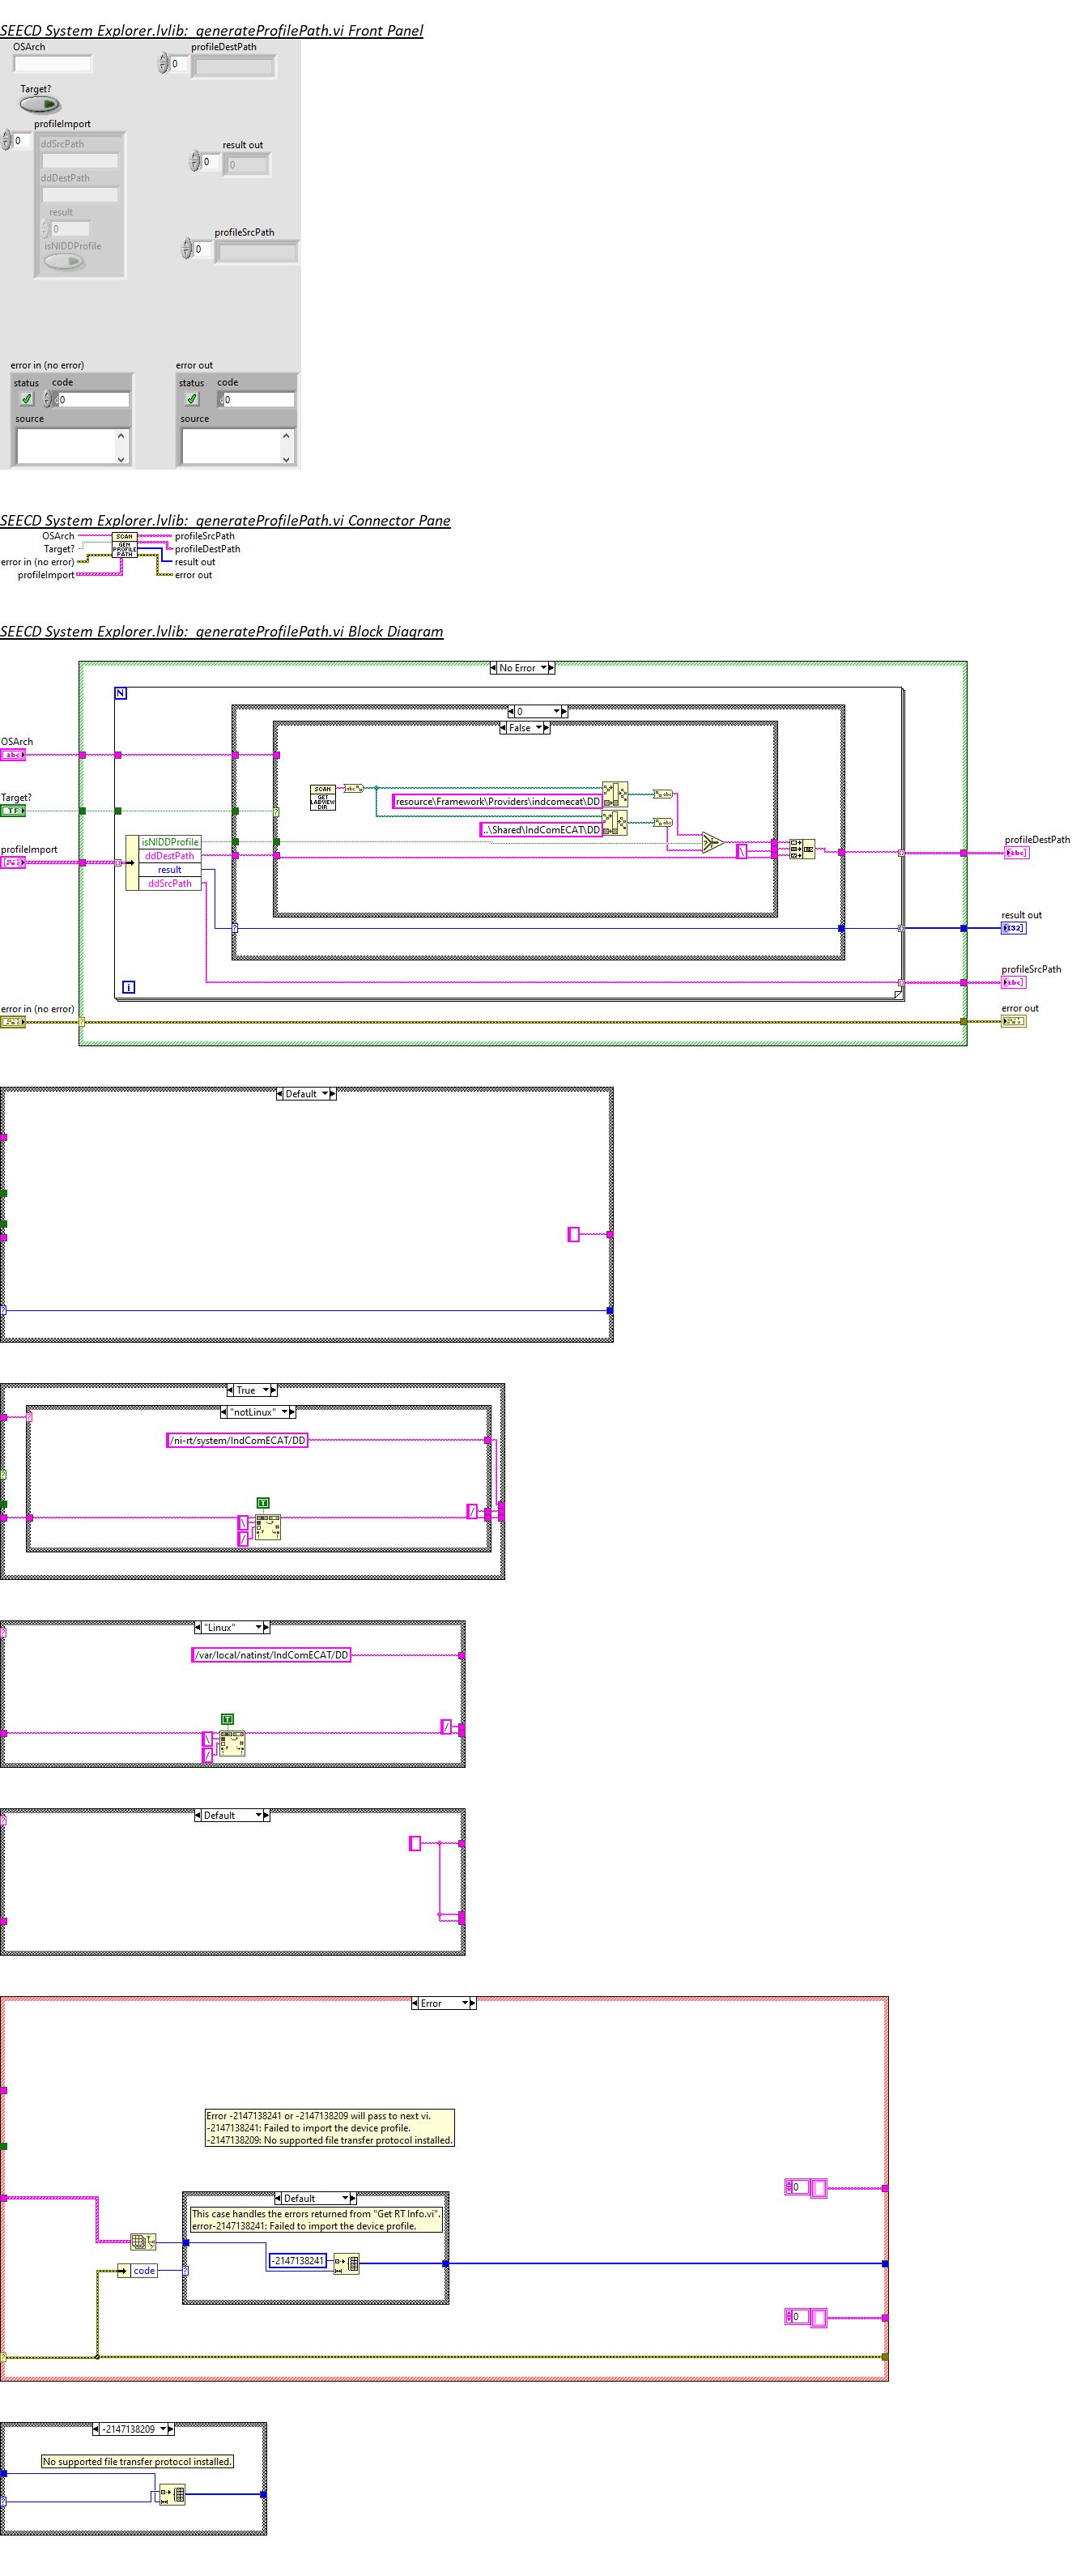 SEECD System Explorer.lvlib:_generateProfilePath.vi Front Panel
OSArch
profileDestPath
0
Target?
profileImport
0
ddSrcPath
result out
0
0
ddDestPath
result
0
profileSrcPath
0
isNIDDProfile
error in (no error)
error out
status code
0
status code
0
source
source
SEECD System Explorer.lvlib:_generateProfilePath.vi Connector Pane
OSArch
SCAN
GEN
PROFILE
PATH
profileSrcPath
Target?
profileDestPath
error in (no error)
result out
profileImport
error out
SEECD System Explorer.lvlib:_generateProfilePath.vi Block Diagram
No Error
N
0
False
OSArch
abc
SCAN
GET
LABVIEW
DIR
resource\Framework\Providers\indcomecat\DD
Target?
TF
..\Shared\IndComECAT\DD
profileImport
isNIDDProfile
ddDestPath
result
ddSrcPath
\
profileDestPath
abc
result out
I32
profileSrcPath
abc
i
error in (no error)
error out
Default
True
"notLinux"
/ni-rt/system/IndComECAT/DD
T
\
/
/
"Linux"
/var/local/natinst/IndComECAT/DD
T
\
/
/
Default
Error
Error -2147138241 or -2147138209 will pass to next vi.
-2147138241: Failed to import the device profile.
-2147138209: No supported file transfer protocol installed.
0
Default
This case handles the errors returned from "Get RT Info.vi".
error-2147138241: Failed to import the device profile.
-2147138241
code
0
-2147138209
No supported file transfer protocol installed.